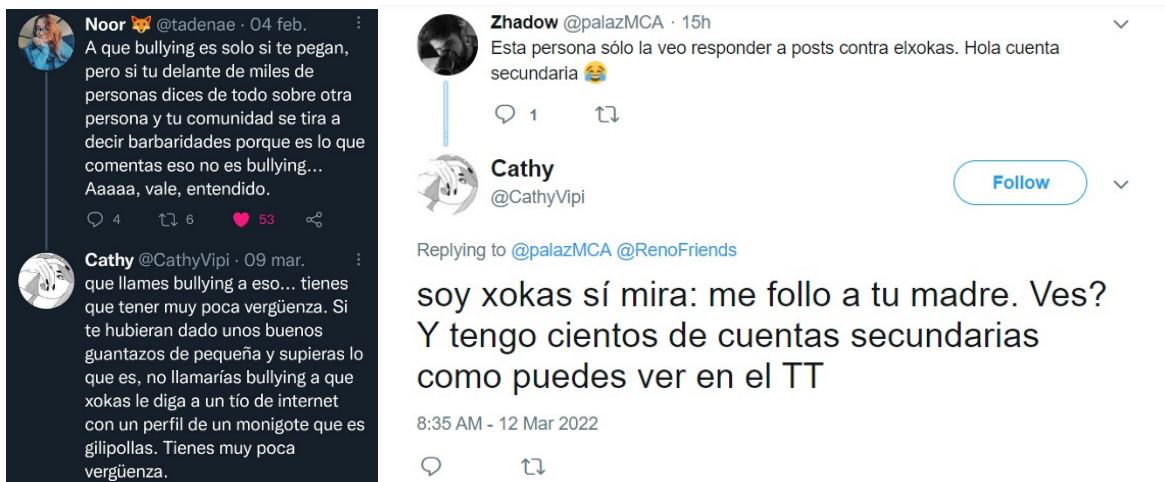 Noor 🦊 @tadenae · 04 feb.
A que bullying es solo si te pegan,
pero si tu delante de miles de
personas dices de todo sobre otra
persona y tu comunidad se tira a
decir barbaridades porque es lo que
comentas eso no es bullying...
Aaaaa, vale, entendido.
4 6 53
Cathy @CathyVipi · 09 mar.
que llames bullying a eso... tienes
que tener muy poca vergüenza. Si
te hubieran dado unos buenos
guantazos de pequeña y supieras lo
que es, no llamarías bullying a que
xokas le diga a un tío de internet
con un perfil de un monigote que es
gilipollas. Tienes muy poca
vergüenza.
Zhadow @palazMCA · 15h
Esta persona sólo la veo responder a posts contra elxokas. Hola cuenta
secundaria 😂
1
Cathy
@CathyVipi
Follow
Replying to @palazMCA @RenoFriends
soy xokas sí mira: me follo a tu madre. Ves?
Y tengo cientos de cuentas secundarias
como puedes ver en el TT
8:35 AM - 12 Mar 2022